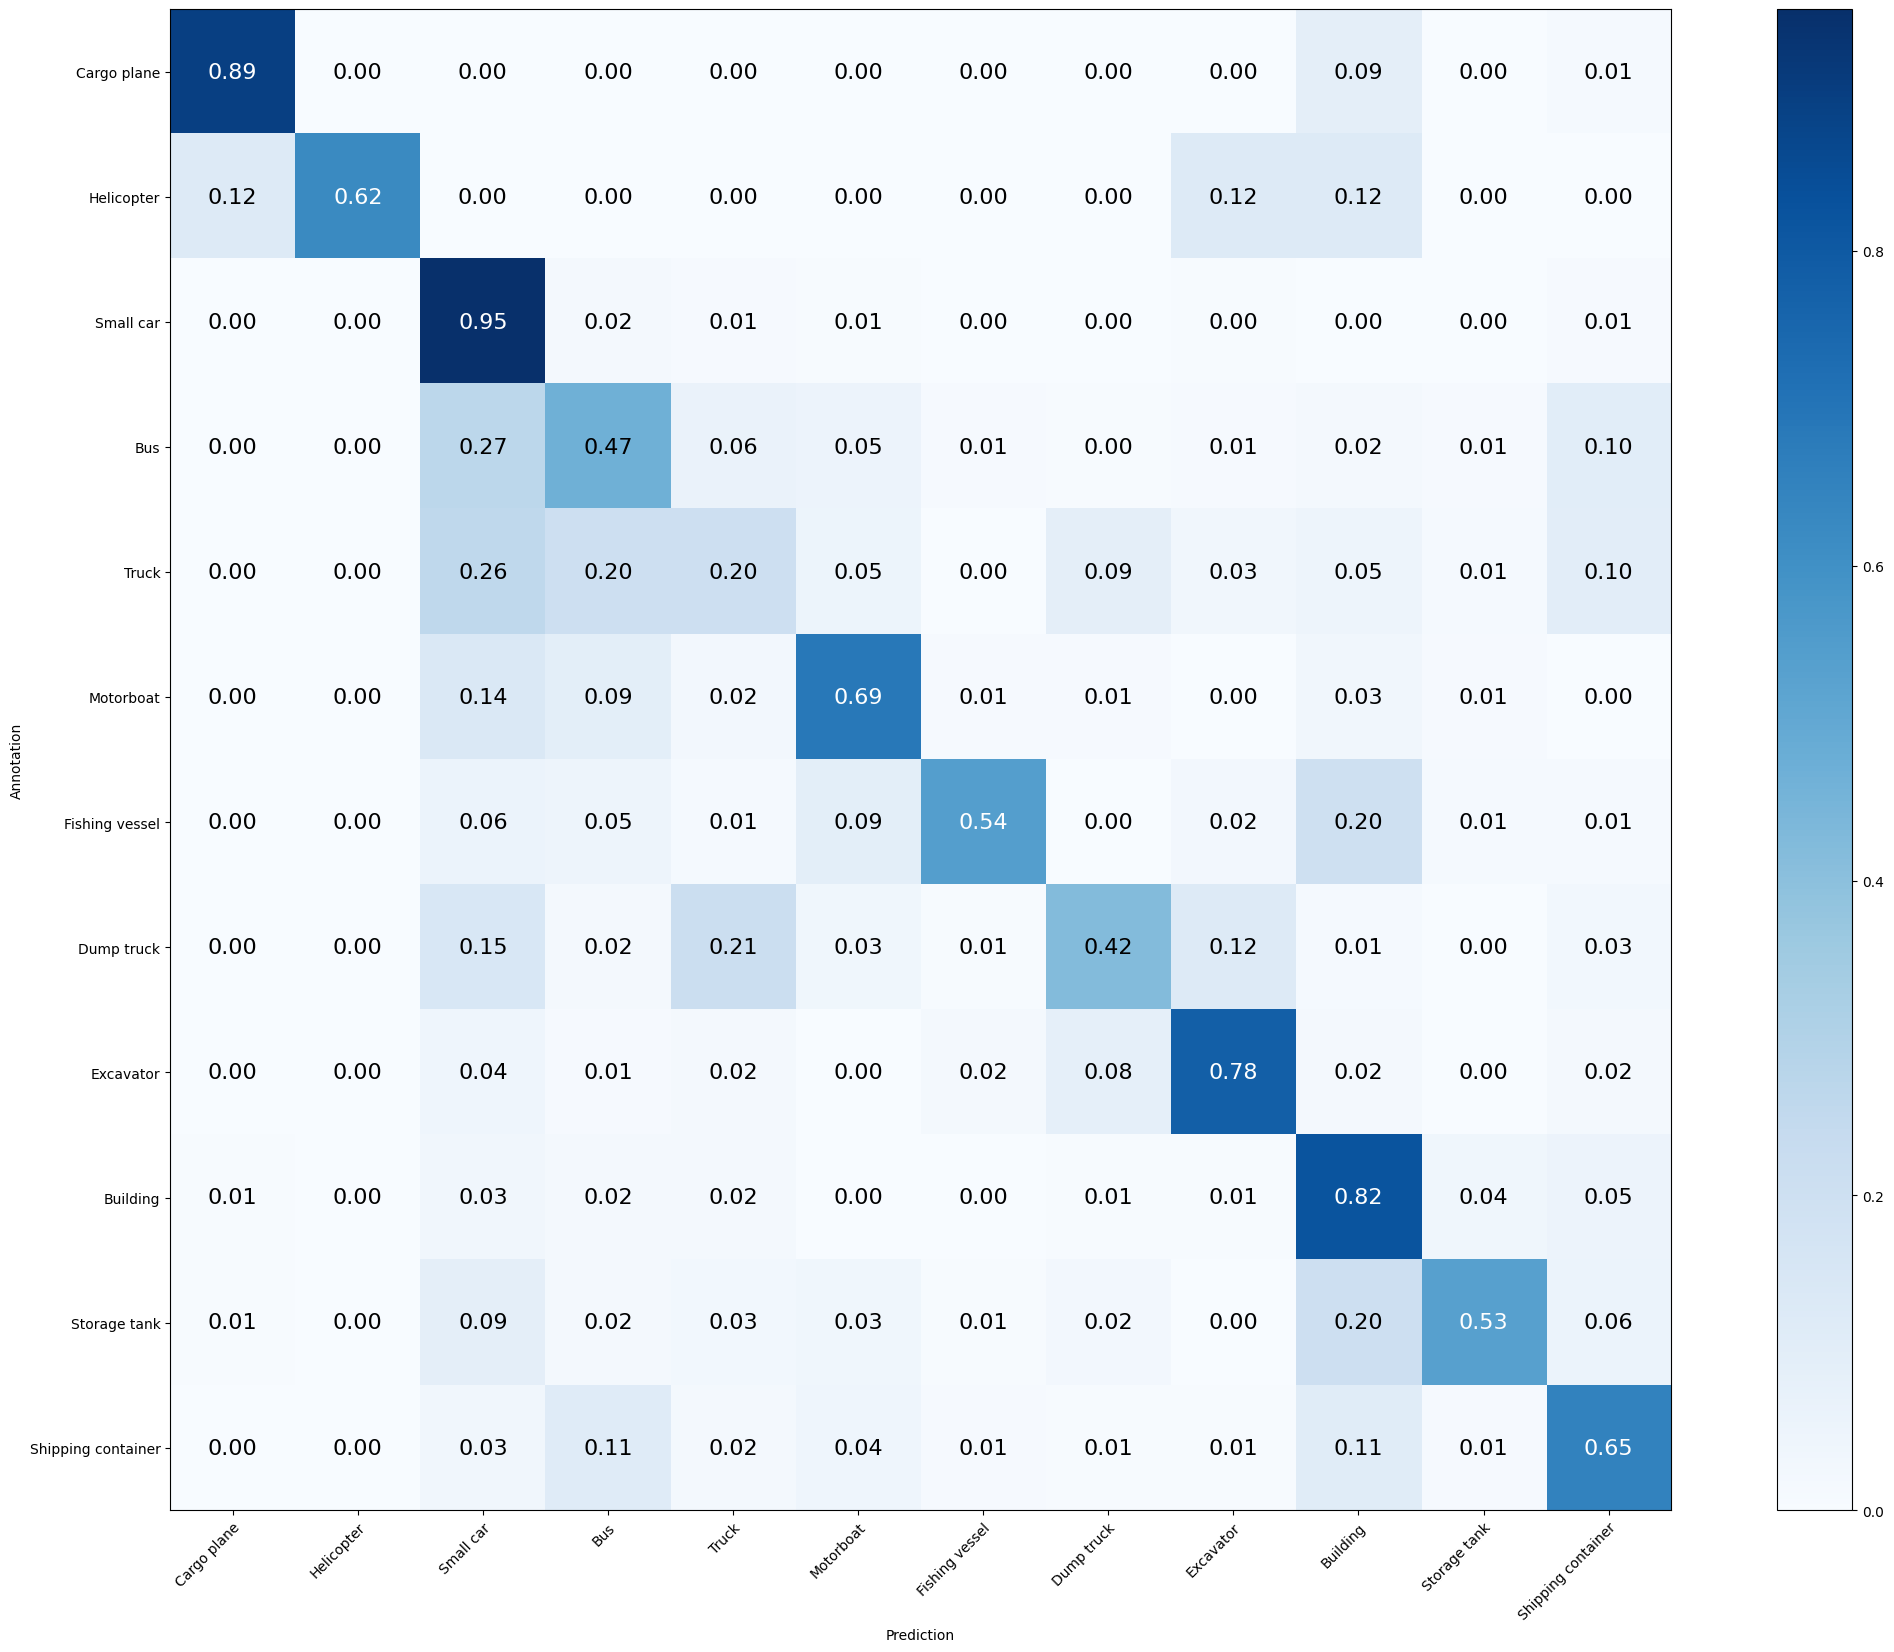 Cargo plane 0.89 0.00 0.00 0.00 0.00 0.00 0.00 0.00 0.00 0.09 0.00 0.01
Helicopter 0.12 0.62 0.00 0.00 0.00 0.00 0.00 0.00 0.12 0.12 0.00 0.00
Small car 0.00 0.00 0.95 0.02 0.01 0.01 0.00 0.00 0.00 0.00 0.00 0.01
Bus 0.00 0.00 0.27 0.47 0.06 0.05 0.01 0.00 0.01 0.02 0.01 0.10
Truck 0.00 0.00 0.26 0.20 0.20 0.05 0.00 0.09 0.03 0.05 0.01 0.10
Motorboat 0.00 0.00 0.14 0.09 0.02 0.69 0.01 0.01 0.00 0.03 0.01 0.00
Fishing vessel 0.00 0.00 0.06 0.05 0.01 0.09 0.54 0.00 0.02 0.20 0.01 0.01
Dump truck 0.00 0.00 0.15 0.02 0.21 0.03 0.01 0.42 0.12 0.01 0.00 0.03
Excavator 0.00 0.00 0.04 0.01 0.02 0.00 0.02 0.08 0.78 0.02 0.00 0.02
Building 0.01 0.00 0.03 0.02 0.02 0.00 0.00 0.01 0.01 0.82 0.04 0.05
Storage tank 0.01 0.00 0.09 0.02 0.03 0.03 0.01 0.02 0.00 0.20 0.53 0.06
Shipping container 0.00 0.00 0.03 0.11 0.02 0.04 0.01 0.01 0.01 0.11 0.01 0.65
Annotation
Cargo plane
Helicopter
Small car
Bus
Truck
Motorboat
Fishing vessel
Dump truck
Excavator
Building
Storage tank
Shipping container
Prediction
0.8
0.6
0.4
0.2
0.0